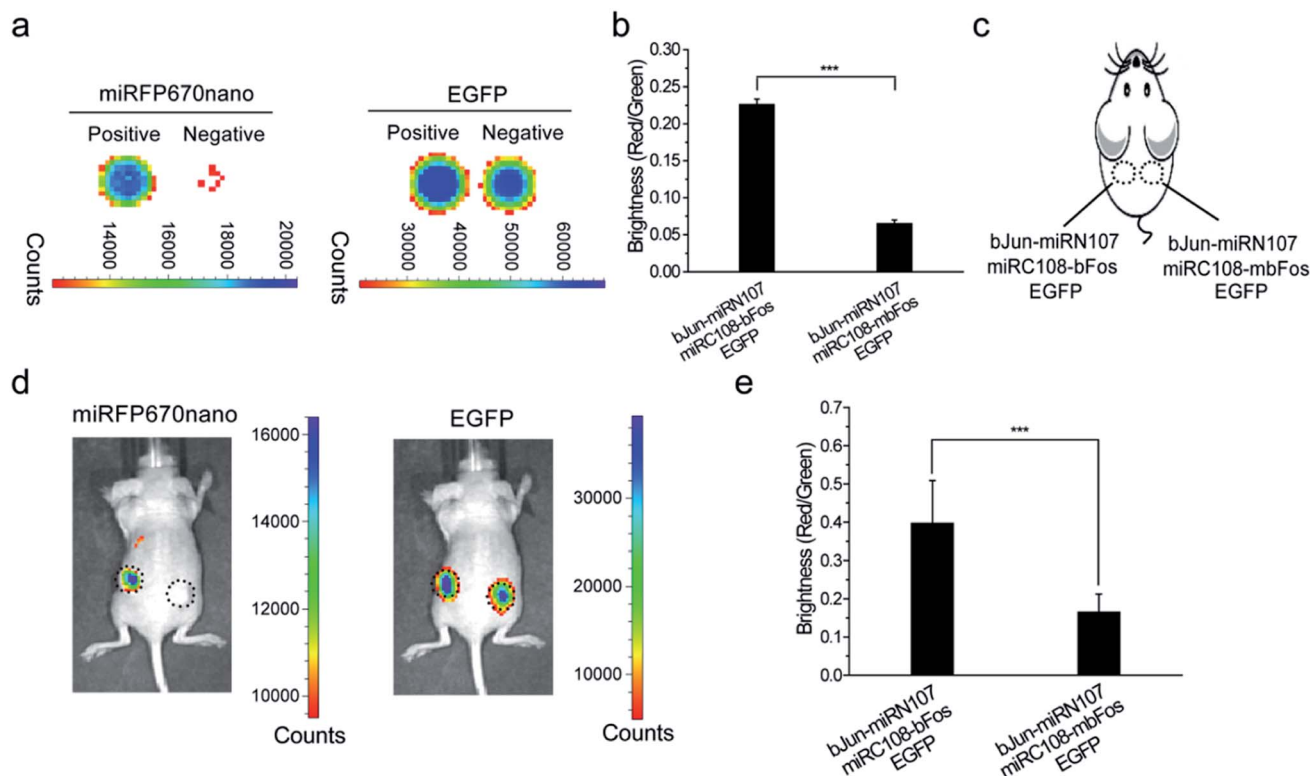 a
miRFP670nano
Positive Negative
Counts
14000
16000
18000
20000
EGFP
Positive Negative
Counts
30000
40000
50000
60000
b
Brightness (Red/Green)
0.30
0.25
0.20
0.15
0.10
0.05
0.00
***
bJun-miRN107
miRC108-bFos
EGFP
bJun-miRN107
miRC108-mbFos
EGFP
c
bJun-miRN107
miRC108-bFos
EGFP
bJun-miRN107
miRC108-mbFos
EGFP
d
miRFP670nano
16000
14000
12000
10000
Counts
EGFP
30000
20000
10000
Counts
e
Brightness (Red/Green)
0.7
0.6
0.5
0.4
0.3
0.2
0.1
0.0
***
bJun-miRN107
miRC108-bFos
EGFP
bJun-miRN107
miRC108-mbFos
EGFP